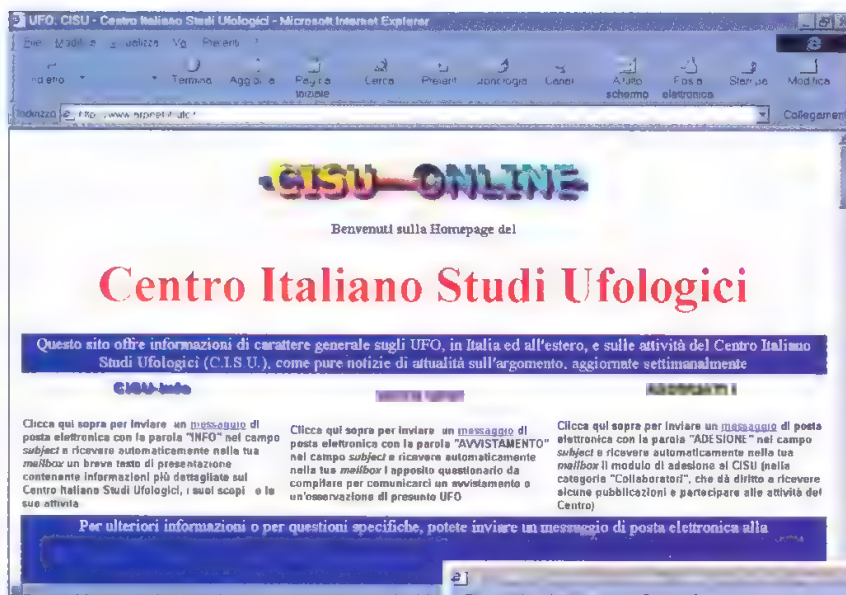 UFO. CISU - Centro Italiano Studi Ufologici - Microsoft Internet Explorer
Termina Cerca Canali Stampa Modifica
iniziale schermo elettronica
Indirizzo Collegamenti
CISU ONLINE
Benvenuti sulla Homepage del
Centro Italiano Studi Ufologici
Questo sito offre informazioni di carattere generale sugli UFO, in Italia ed all'estero, e sulle attività del Centro Italiano
Studi Ufologici (C.I.S.U.), come pure notizie di attualità sull'argomento, aggiornate settimanalmente
CISU-Info
Clicca qui sopra per inviare un messaggio di
posta elettronica con la parola "INFO" nel campo
subject e ricevere automaticamente nella tua
mailbox un breve testo di presentazione
contenente informazioni più dettagliate sul
Centro Italiano Studi Ufologici, i suoi scopi e le
sue attività
Clicca qui sopra per inviare un messaggio di
posta elettronica con la parola "AVVISTAMENTO"
nel campo subject e ricevere automaticamente
nella tua mailbox l apposito questionario da
compilare per comunicarci un avvistamento o
un'osservazione di presunto UFO
Clicca qui sopra per inviare un messaggio di posta
elettronica con la parola "ADESIONE" nel campo
subject e ricevere automaticamente nella tua
mailbox il modulo di adesione al CISU (nella
categoria "Collaboratori", che dà diritto a ricevere
alcune pubblicazioni e partecipare alle attività del
Centro)
Per ulteriori informazioni o per questioni specifiche, potete inviare un messaggio di posta elettronica alla